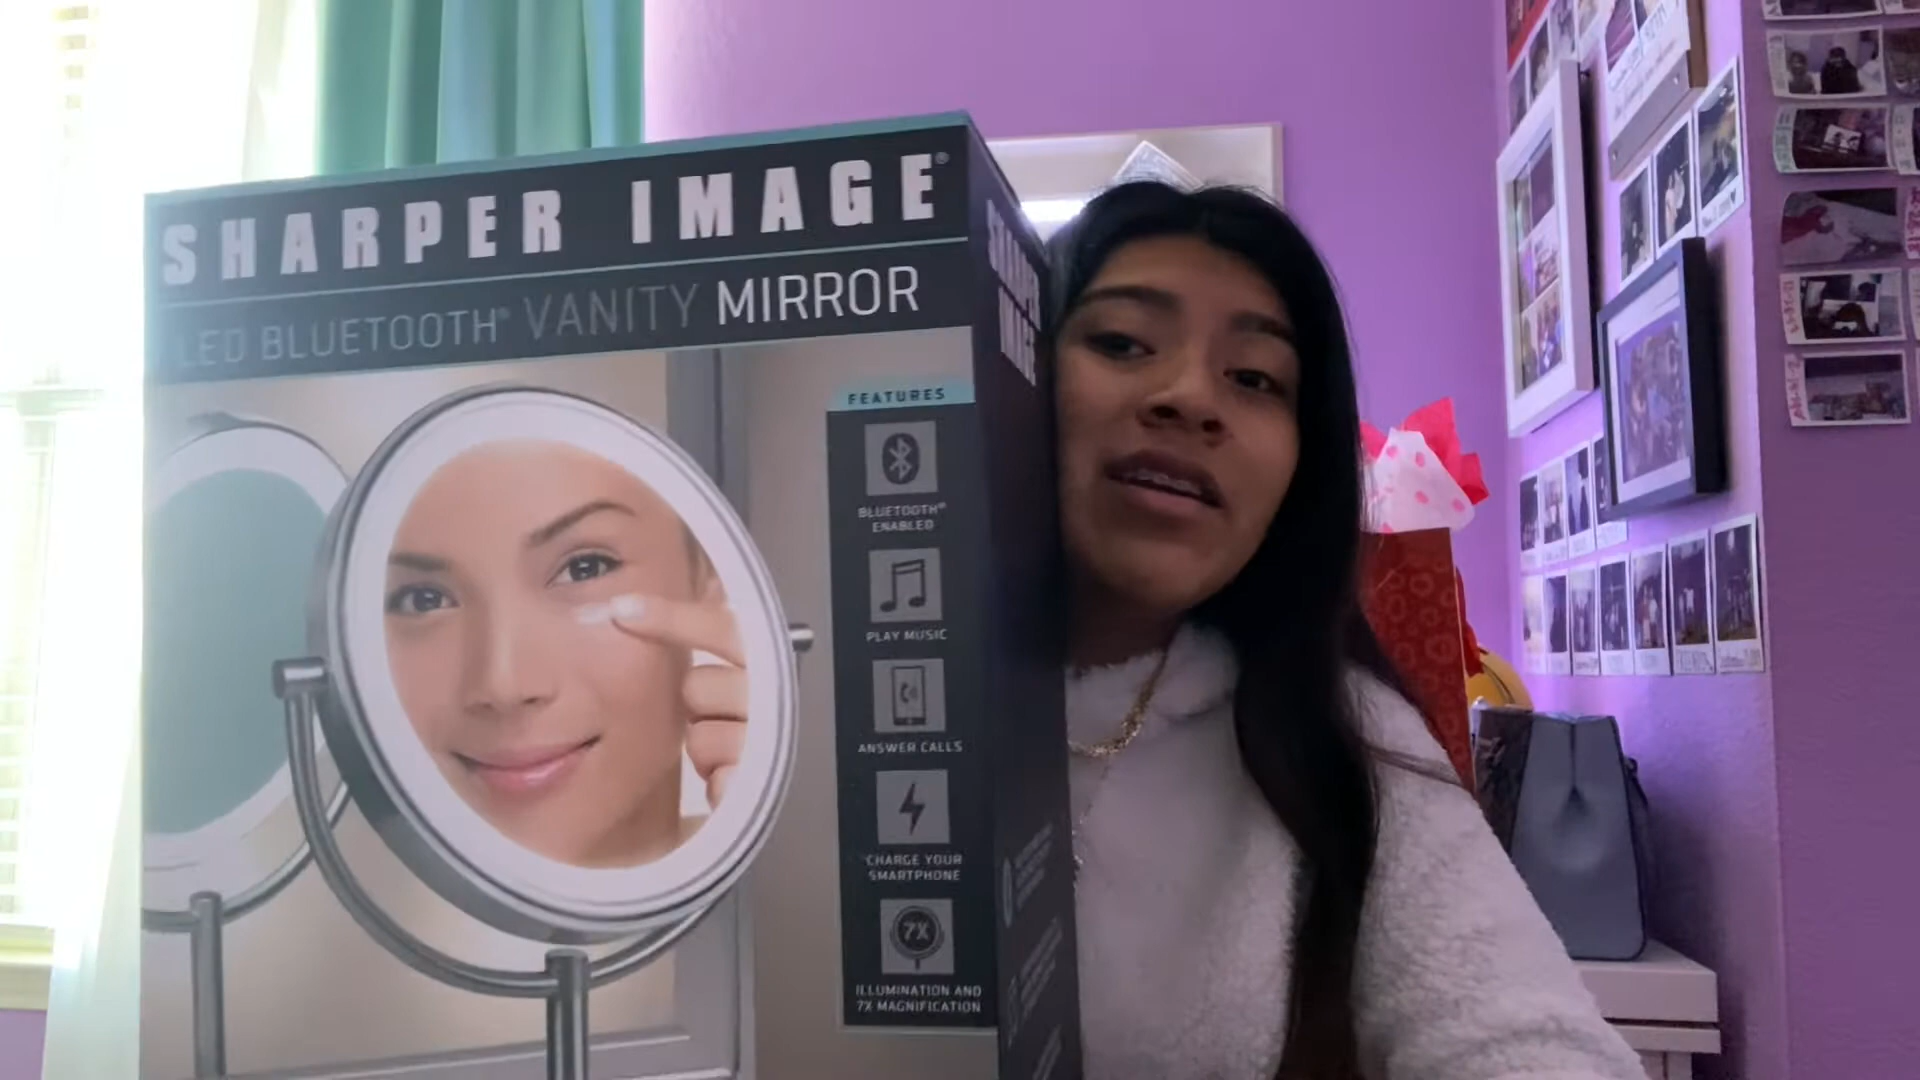 SHARPER IMAGE®
LED BLUETOOTH® VANITY MIRROR
FEATURES
BLUETOOTH®
ENABLED
PLAY MUSIC
ANSWER CALLS
CHARGE YOUR
SMARTPHONE
7X
ILLUMINATION AND
7X MAGNIFICATION
SHARPER
IMAGE